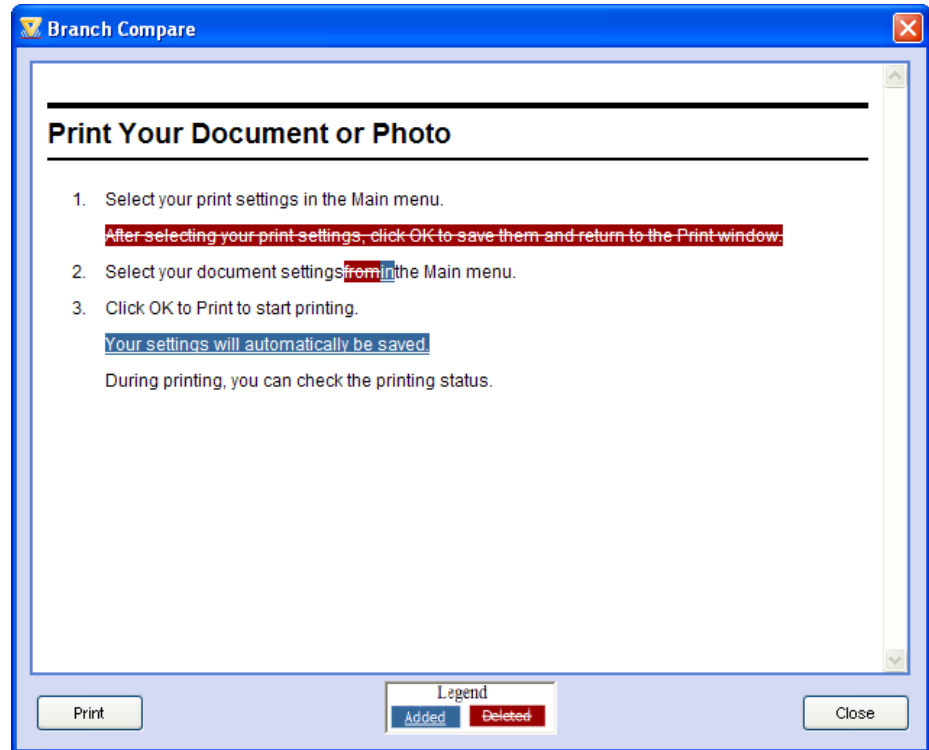 Branch Compare
Print Your Document or Photo
1. Select your print settings in the Main menu.
After selecting your print settings, click OK to save them and return to the Print window.
2. Select your document settingsfrominthe Main menu.
3. Click OK to Print to start printing.
Your settings will automatically be saved.
During printing, you can check the printing status.
Print
Legend
Added Deleted
Close